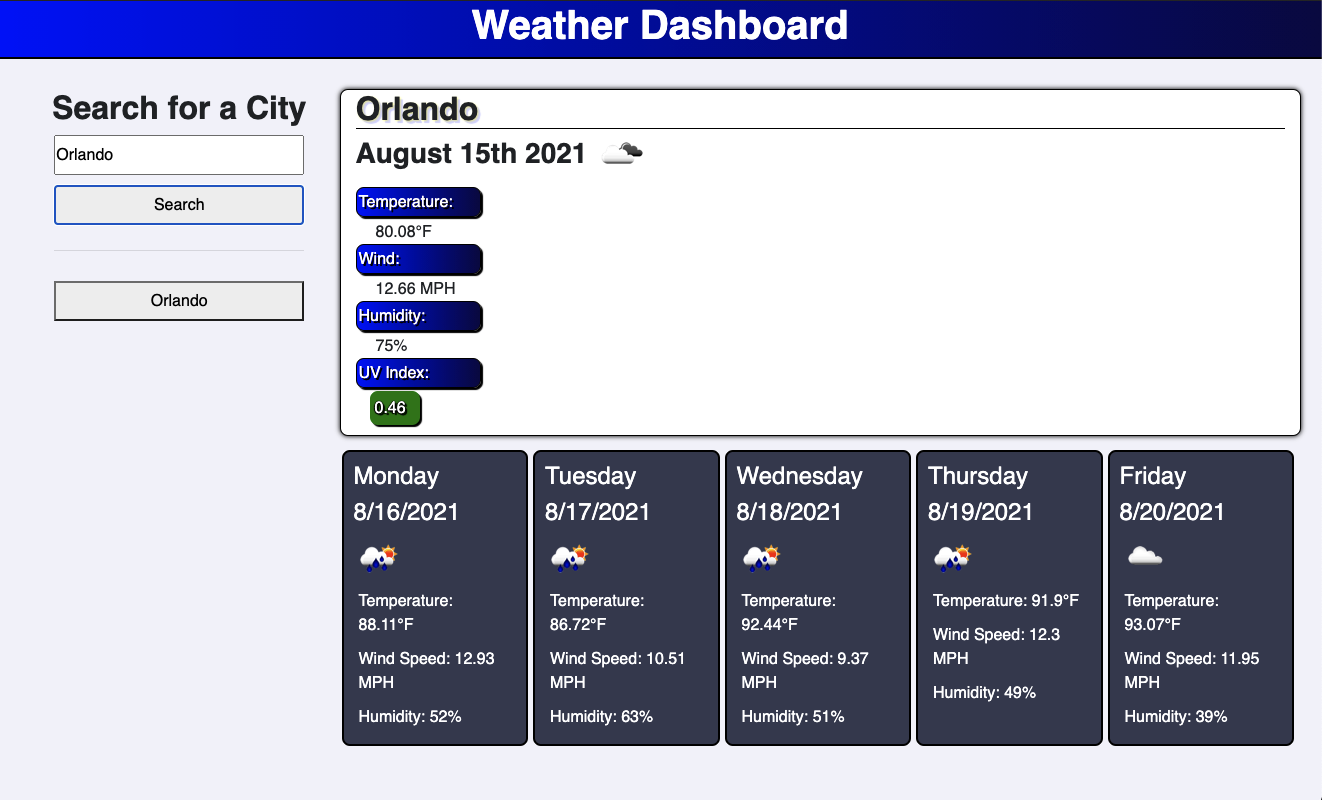 Weather Dashboard
Search for a City
Orlando
Search
Orlando
Orlando
August 15th 2021
Temperature:
80.08°F
Wind:
12.66 MPH
Humidity:
75%
UV Index:
0.46
Monday
8/16/2021
Temperature:
88.11°F
Wind Speed: 12.93
MPH
Humidity: 52%
Tuesday
8/17/2021
Temperature:
86.72°F
Wind Speed: 10.51
MPH
Humidity: 63%
Wednesday
8/18/2021
Temperature:
92.44°F
Wind Speed: 9.37
MPH
Humidity: 51%
Thursday
8/19/2021
Temperature: 91.9°F
Wind Speed: 12.3
MPH
Humidity: 49%
Friday
8/20/2021
Temperature:
93.07°F
Wind Speed: 11.95
MPH
Humidity: 39%